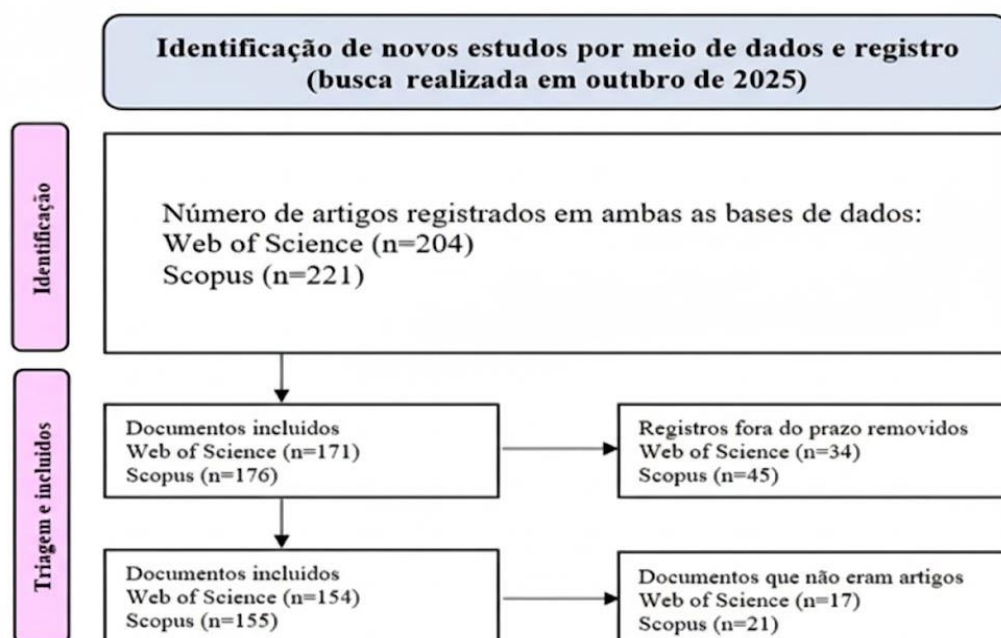 Identificação de novos estudos por meio de dados e registro
(busca realizada em outubro de 2025)
Identificação
Número de artigos registrados em ambas as bases de dados:
Web of Science (n=204)
Scopus (n=221)
Triagem e incluidos
Documentos incluidos
Web of Science (n=171)
Scopus (n=176)
Registros fora do prazo removidos
Web of Science (n=34)
Scopus (n=45)
Documentos incluidos
Web of Science (n=154)
Scopus (n=155)
Documentos que não eram artigos
Web of Science (n=17)
Scopus (n=21)